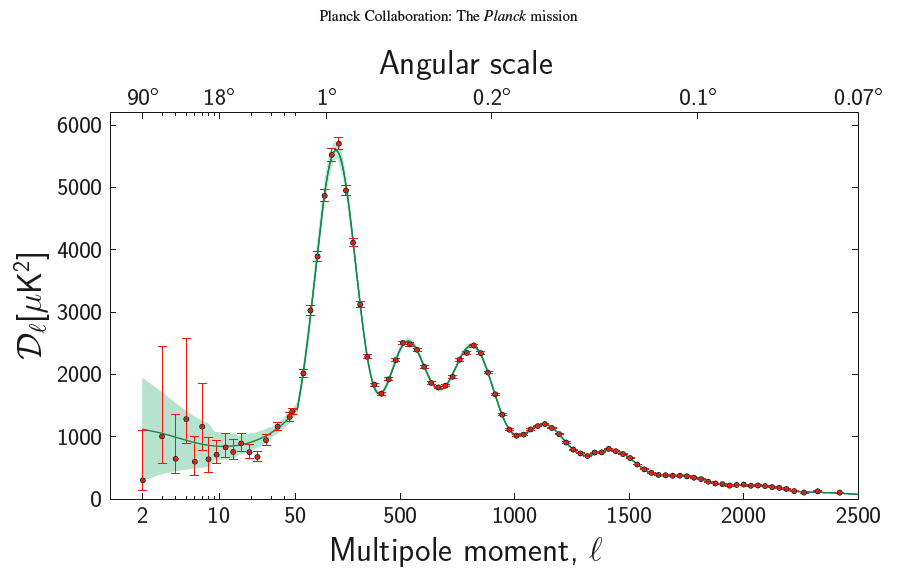 Planck Collaboration: The Planck mission
Angular scale
90° 18° 1° 0.2° 0.1° 0.07°
6000
5000
4000
3000
2000
1000
0
𝒟ℓ[μK²]
2 10 50 500 1000 1500 2000 2500
Multipole moment, ℓ